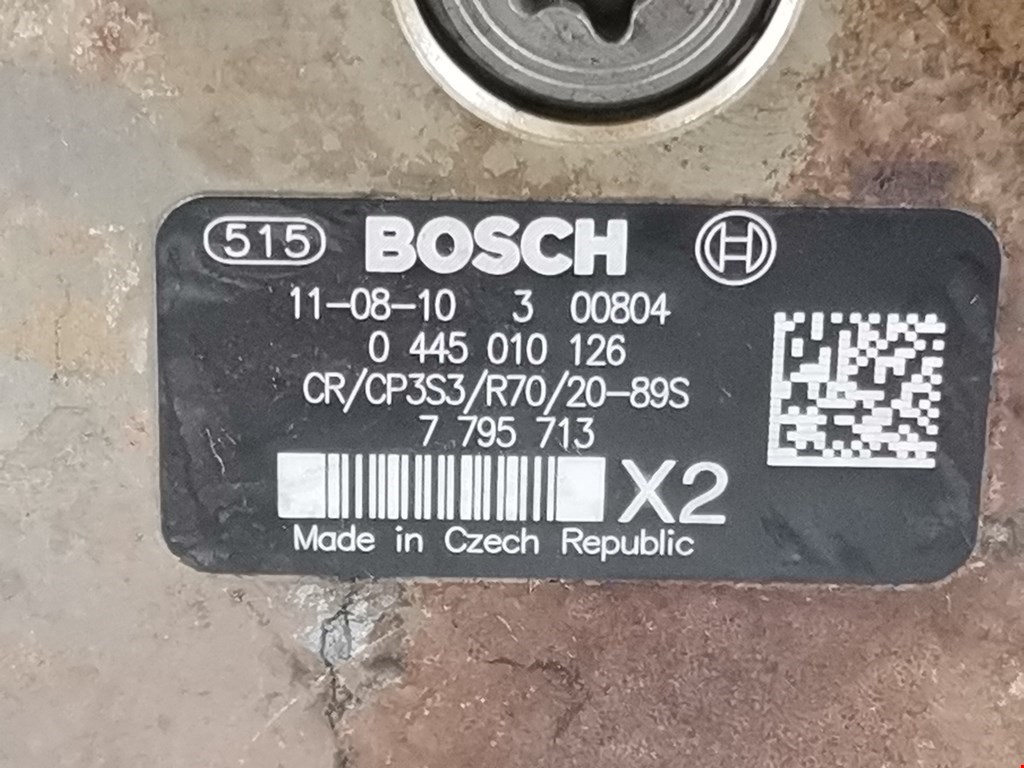 515 BOSCH
11-08-10 3 00804
0 445 010 126
CR/CP3S3/R70/20-89S
7 795 713
X2
Made in Czech Republic